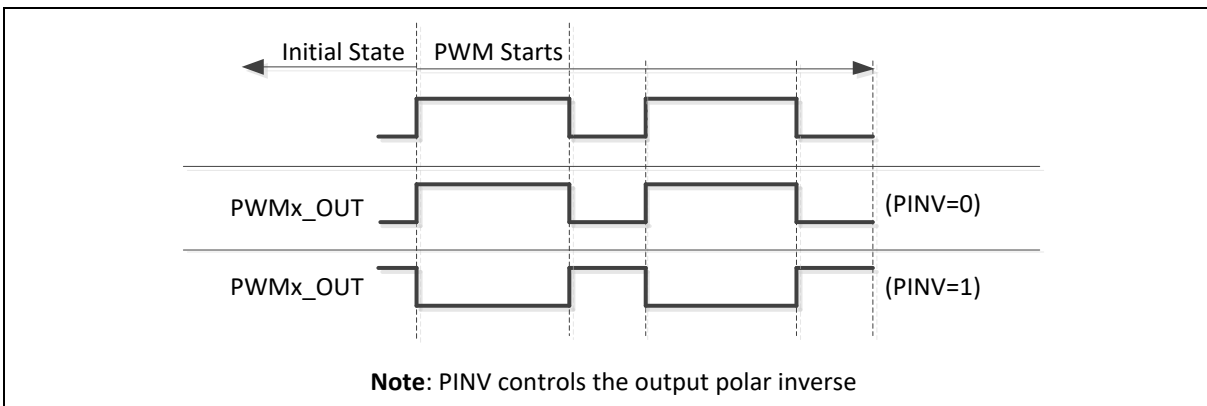 Initial State PWM Starts
PWMx_OUT (PINV=0)
PWMx_OUT (PINV=1)
Note: PINV controls the output polar inverse